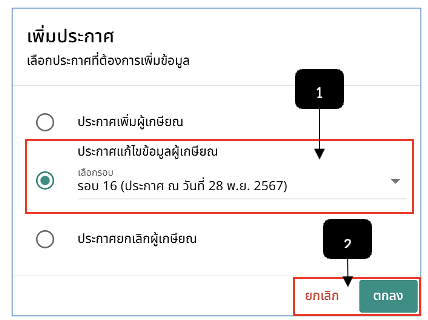 เพิ่มประกาศ
เลือกประกาศที่ต้องการเพิ่มข้อมูล
1
ประกาศเพิ่มผู้เกษียณ
ประกาศแก้ไขข้อมูลผู้เกษียณ
เลือกรอบ
รอบ 16 (ประกาศ ณ วันที่ 28 พ.ย. 2567)
ประกาศยกเลิกผู้เกษียณ
2
ยกเลิก ตกลง